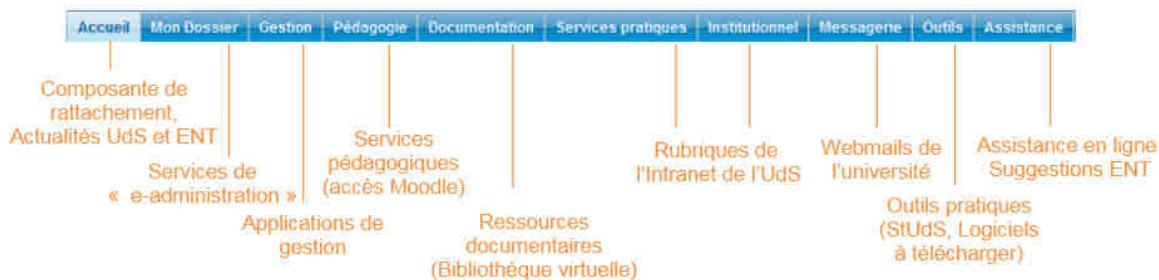 Accueil Mon Dossier Gestion Pédagogie Documentation Services pratiques Institutionnel Messagerie Outils Assistance
Composante de
rattachement,
Actualités UdS et ENT
Services de
« e-administration »
Applications de
gestion
Services
pédagogiques
(accès Moodle)
Ressources
documentaires
(Bibliothèque virtuelle)
Rubriques de
l'Intranet de l'UdS
Webmails de
l'université
Outils pratiques
(StUdS, Logiciels
à télécharger)
Assistance en ligne
Suggestions ENT